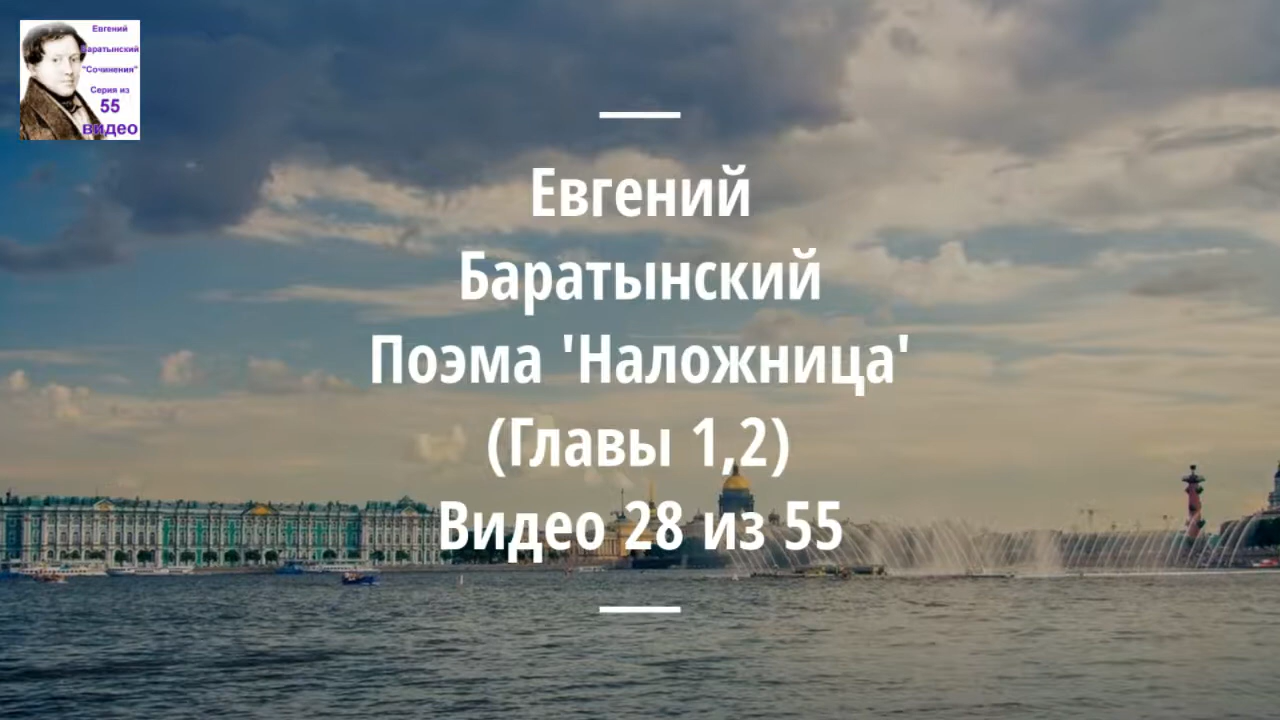 Евгений
Баратынский
"Сочинения"
Серия из
55
видео
Евгений
Баратынский
Поэма 'Наложница'
(Главы 1,2)
Видео 28 из 55